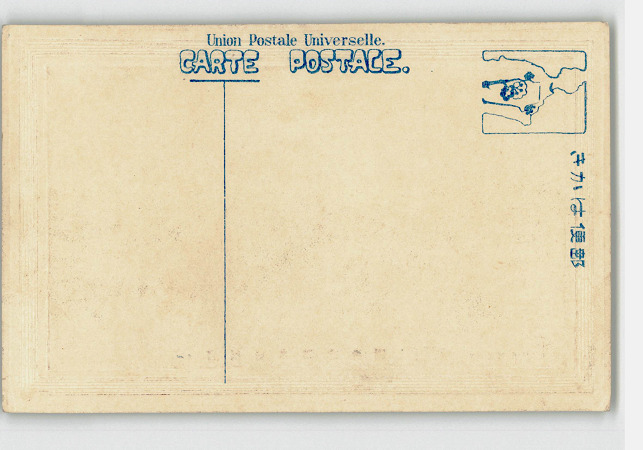 Union Postale Universelle.
CARTE POSTALE.
きかは便郵